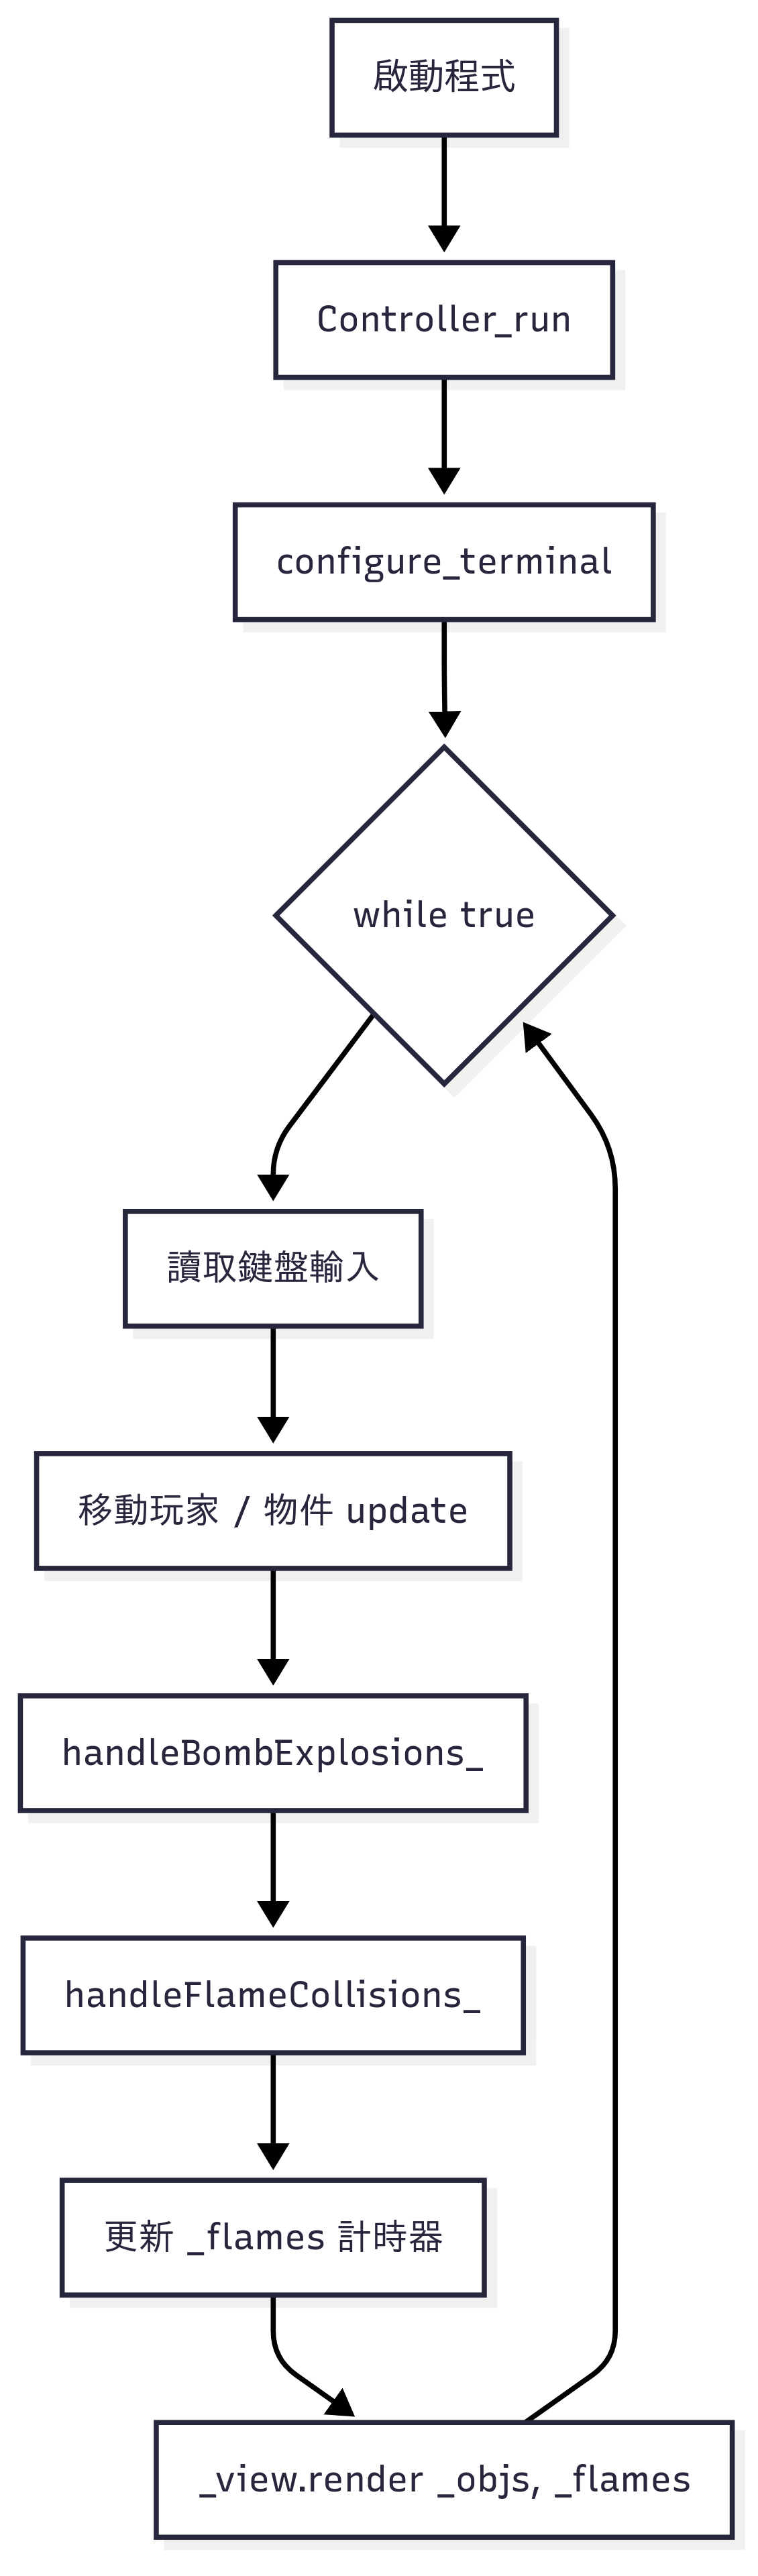 啟動程式
Controller_run
configure_terminal
while true
讀取鍵盤輸入
移動玩家 / 物件 update
handleBombExplosions_
handleFlameCollisions_
更新 _flames 計時器
_view.render _objs, _flames